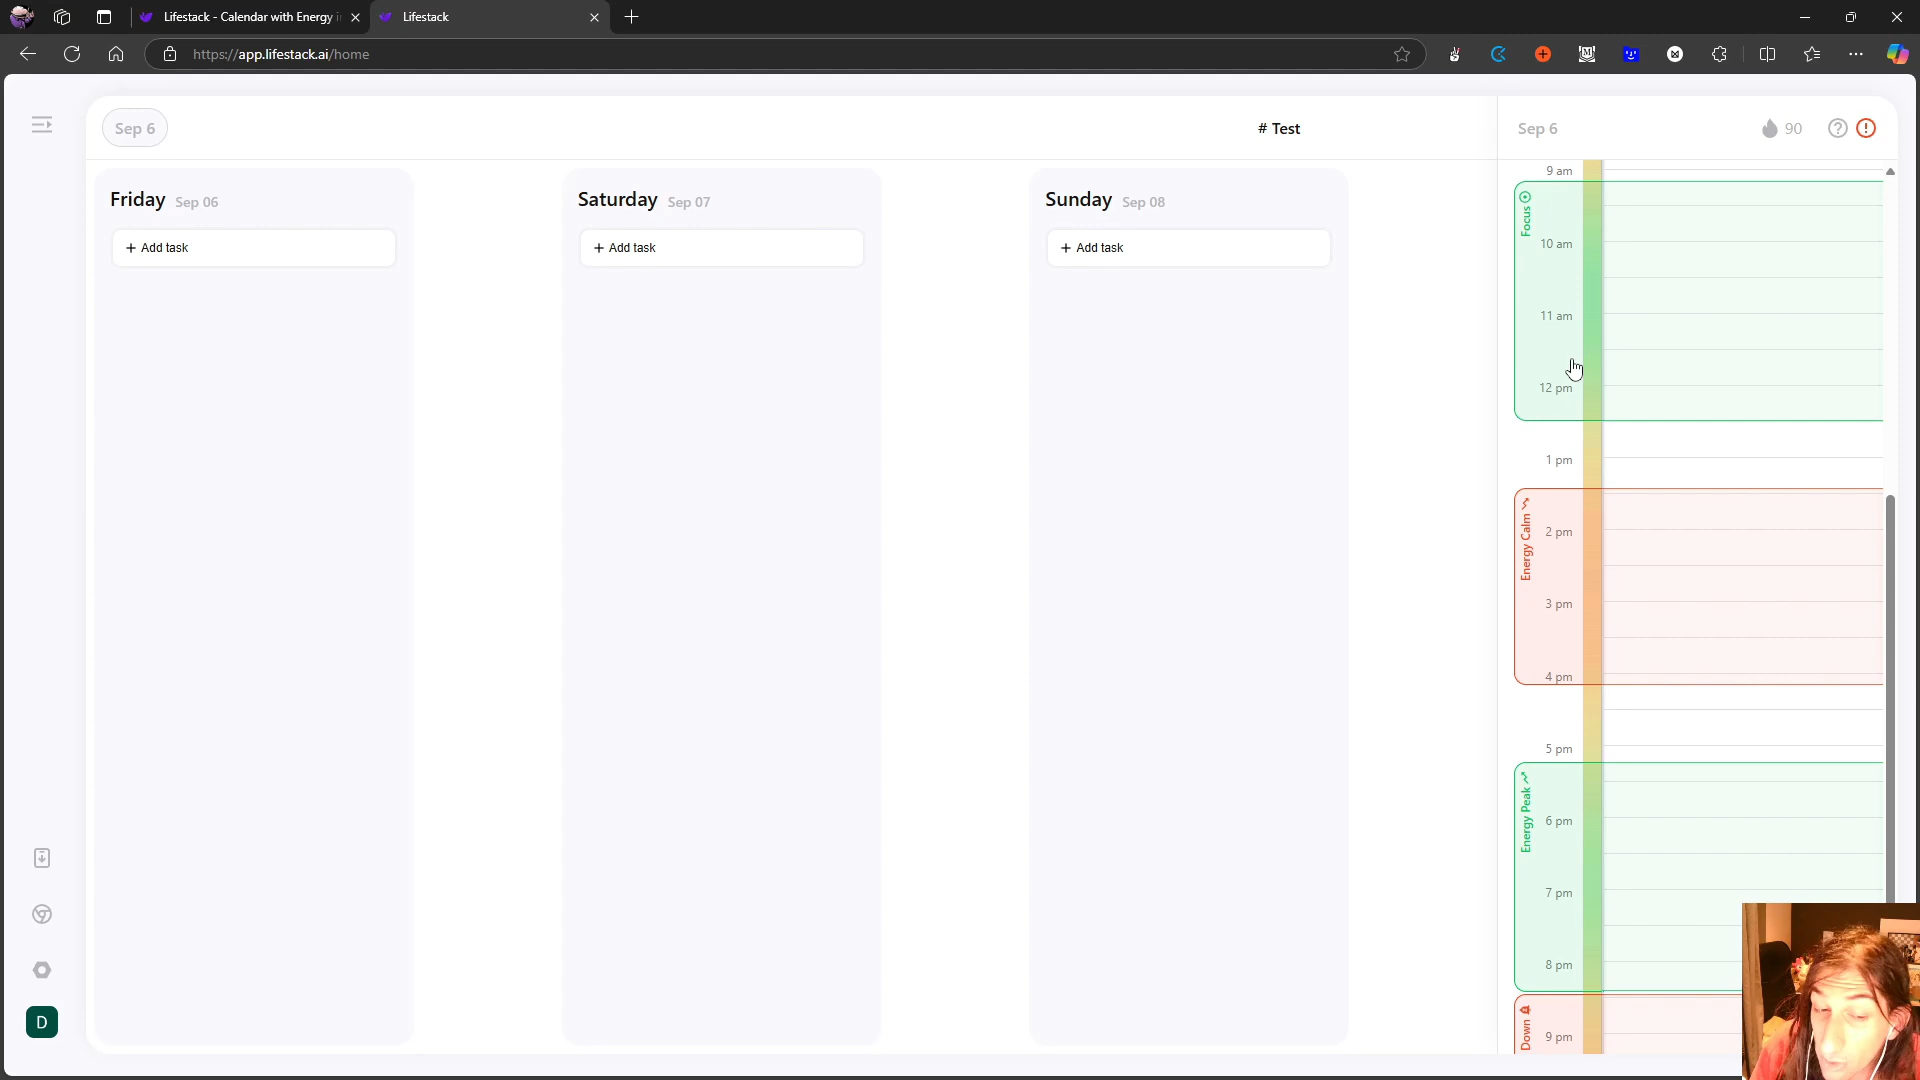 Lifestack - Calendar with Energy i
Lifestack
https://app.lifestack.ai/home
Sep 6
# Test
Sep 6
90
Friday Sep 06
Saturday Sep 07
Sunday Sep 08
+ Add task
+ Add task
+ Add task
9 am
Focus
10 am
11 am
12 pm
1 pm
Energy Calm
2 pm
3 pm
4 pm
5 pm
Energy Peak
6 pm
7 pm
8 pm
Down
9 pm
D